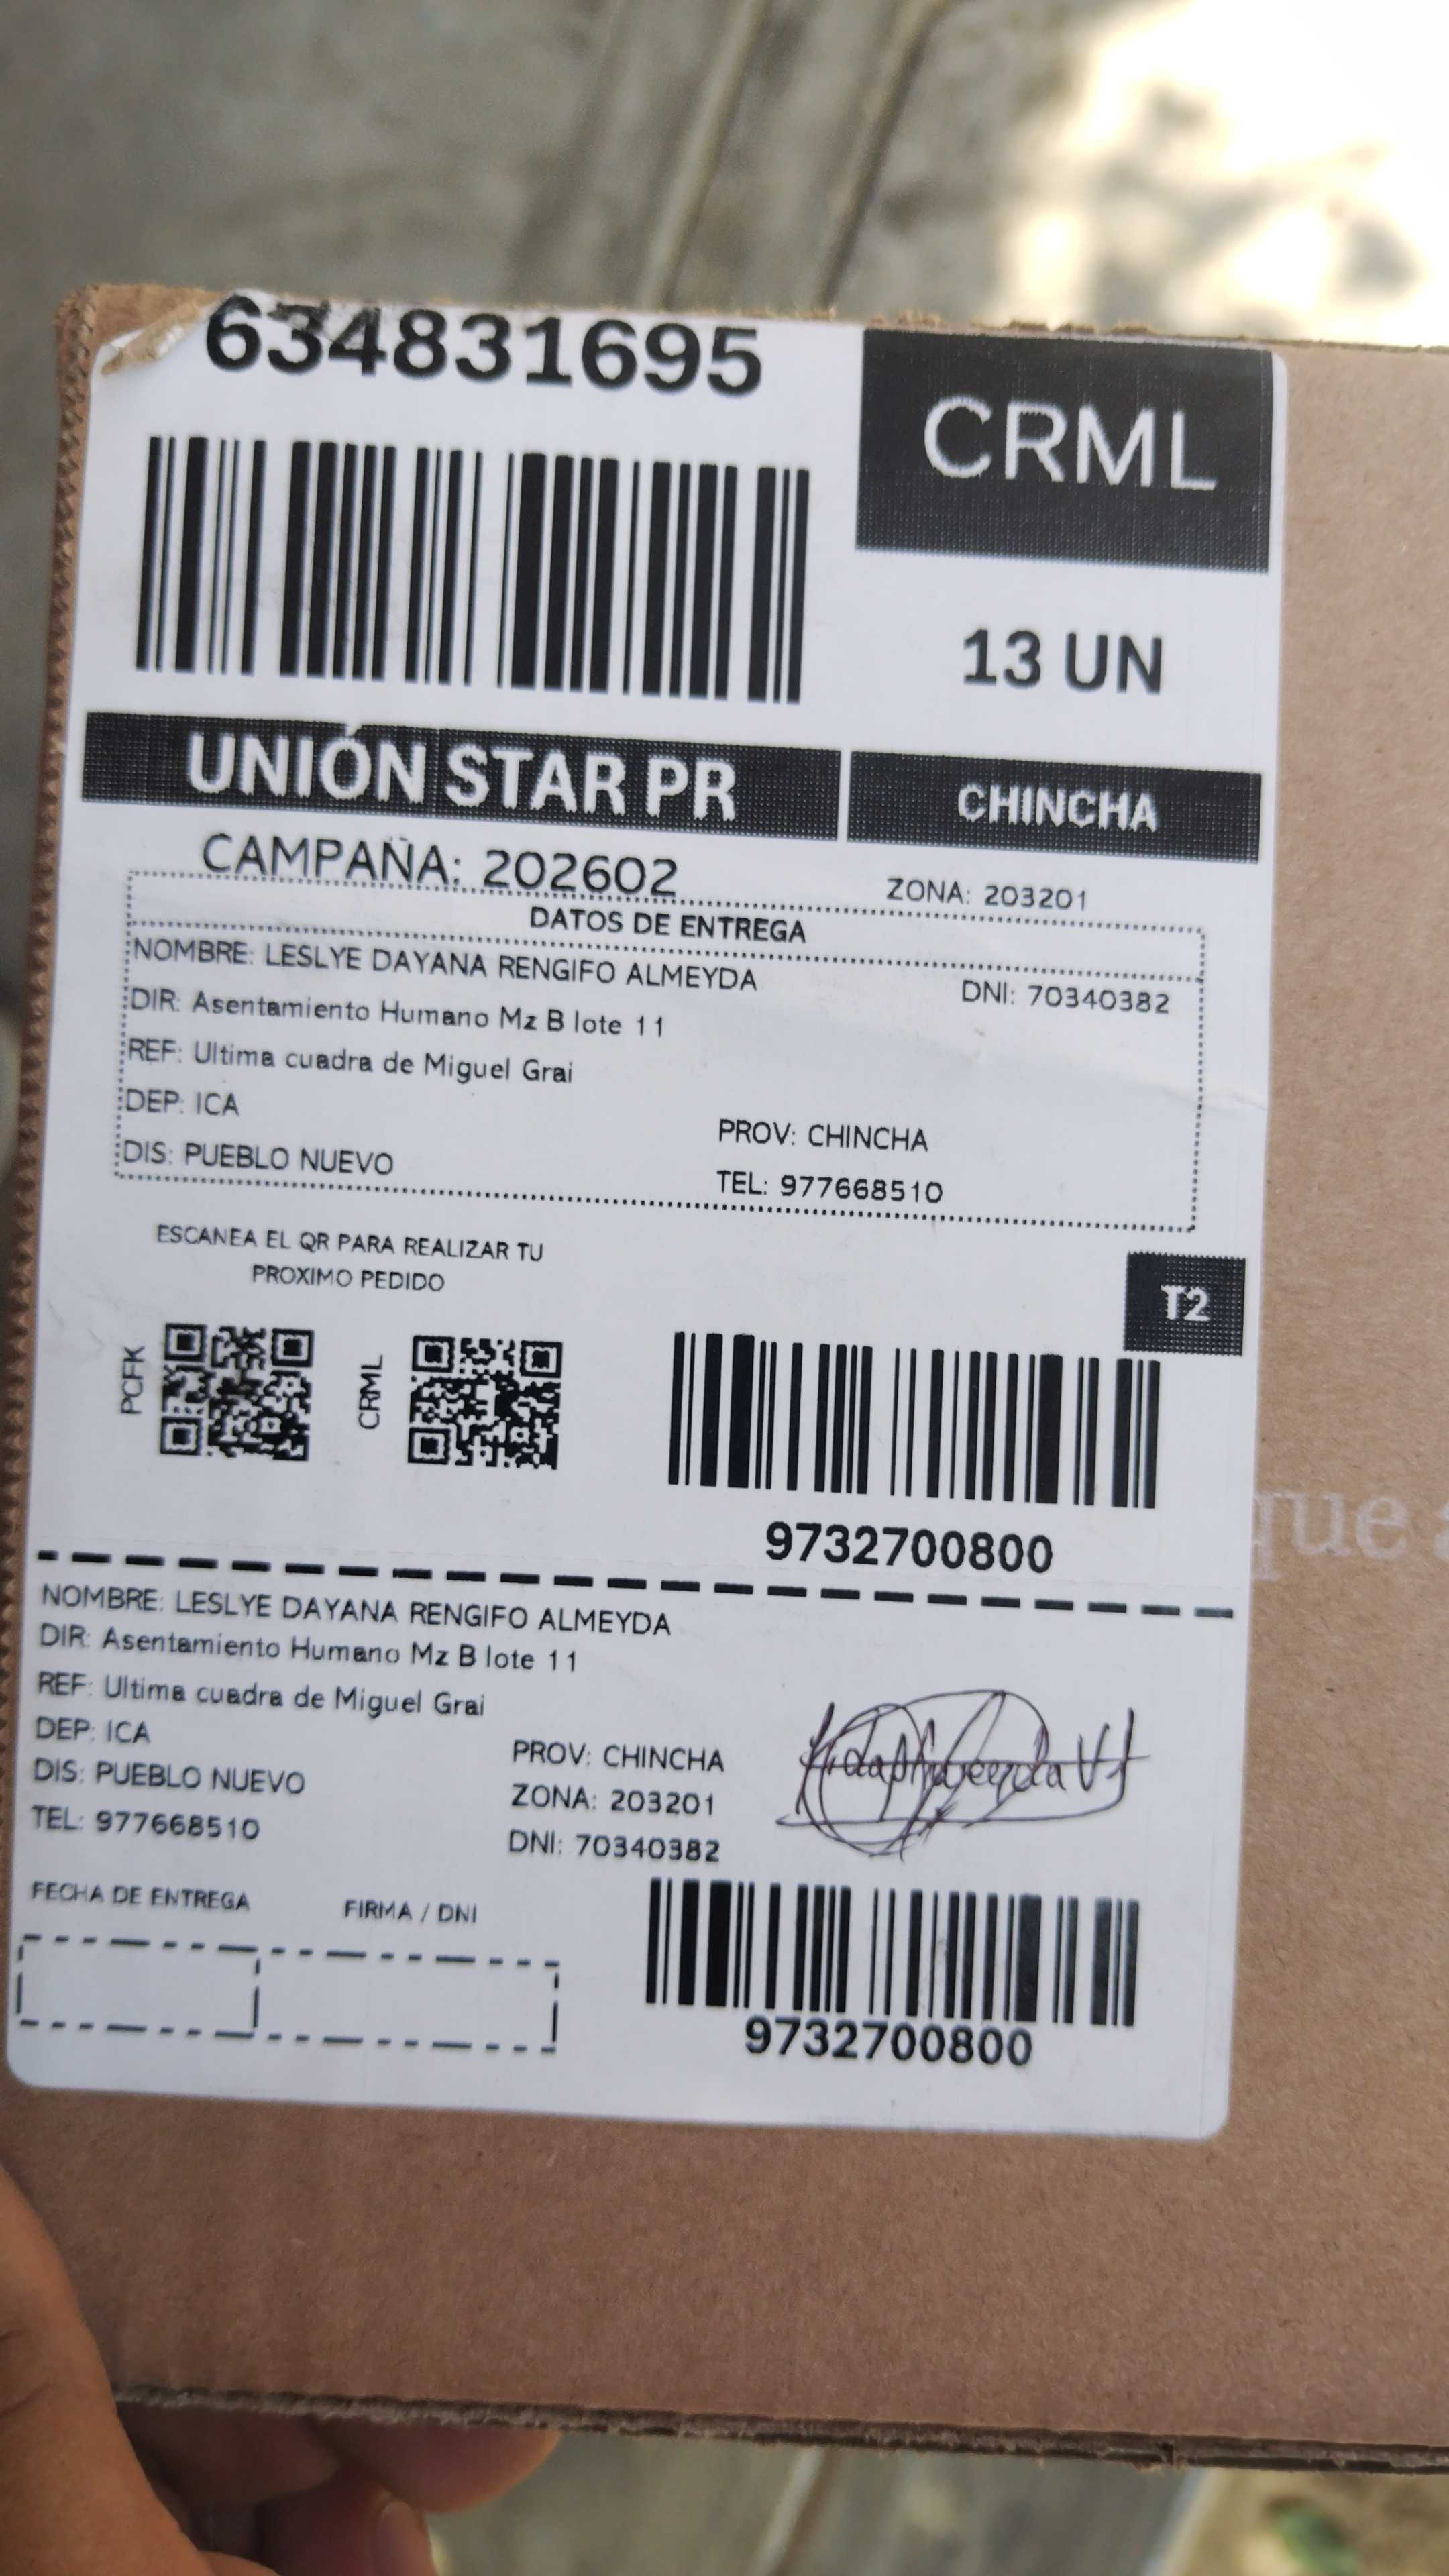 634831695
CRML
13 UN
UNIÓN STAR PR
CHINCHA
CAMPAÑA: 202602
ZONA: 203201
DATOS DE ENTREGA
NOMBRE: LESLYE DAYANA RENGIFO ALMEYDA
DNI: 70340382
DIR: Asentamiento Humano Mz B lote 11
REF: Ultima cuadra de Miguel Grai
DEP: ICA
PROV: CHINCHA
DIS: PUEBLO NUEVO
TEL: 977668510
ESCANEA EL QR PARA REALIZAR TU
PROXIMO PEDIDO
T2
PCFK
CRML
9732700800
que
NOMBRE: LESLYE DAYANA RENGIFO ALMEYDA
DIR: Asentamiento Humano Mz B lote 11
REF: Ultima cuadra de Miguel Grai
DEP: ICA
PROV: CHINCHA
DIS: PUEBLO NUEVO
ZONA: 203201
TEL: 977668510
DNI: 70340382
FECHA DE ENTREGA
FIRMA / DNI
9732700800